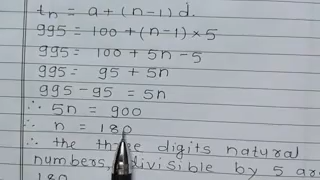 tn = a + (n-1) d.
995 = 100 + (n-1) × 5
995 = 100 + 5n - 5
995 = 95 + 5n
995 - 95 = 5n
∴ 5n = 900
∴ n = 180
∴ the three digits natural
numbers, divisible by 5 are
180